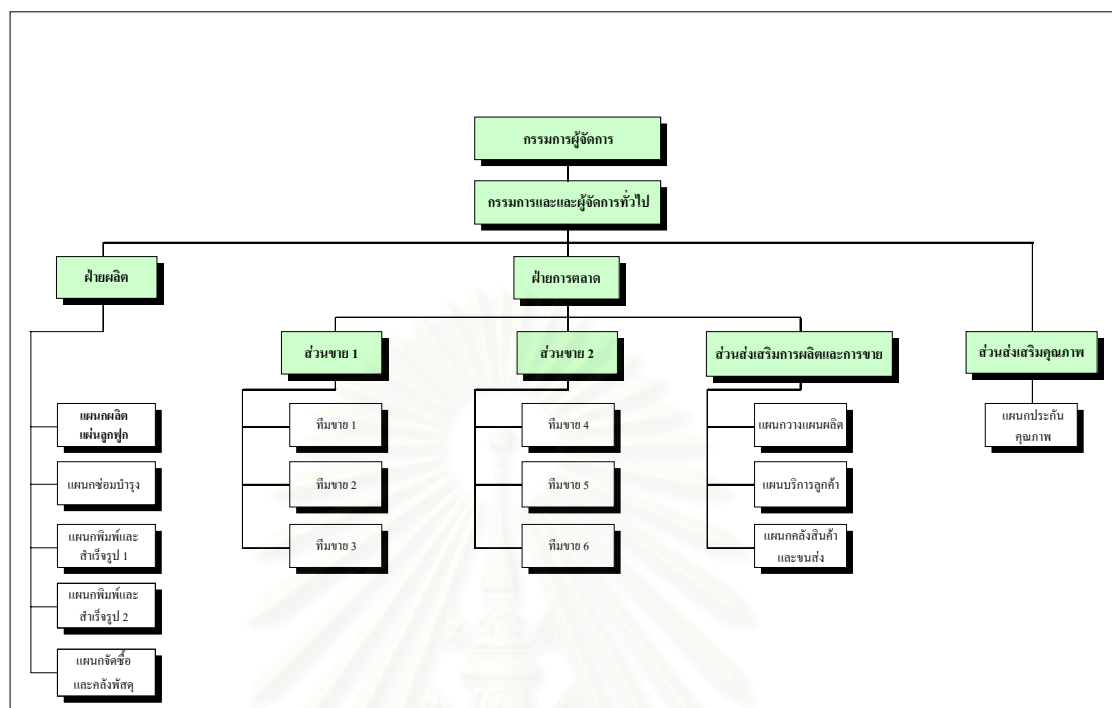 กรรมการผู้จัดการ
กรรมการและและผู้จัดการทั่วไป
ฝ่ายผลิต
ฝ่ายการตลาด
ส่วนขาย 1
ส่วนขาย 2
ส่วนส่งเสริมการผลิตและการขาย
ส่วนส่งเสริมคุณภาพ
แผนกผลิต
แผ่นลูกฟูก
แผนกซ่อมบำรุง
แผนกพิมพ์และ
สำเร็จรูป 1
แผนกพิมพ์และ
สำเร็จรูป 2
แผนกจัดซื้อ
และคลังพัสดุ
ทีมขาย 1
ทีมขาย 2
ทีมขาย 3
ทีมขาย 4
ทีมขาย 5
ทีมขาย 6
แผนกวางแผนผลิต
แผนบริการลูกค้า
แผนกคลังสินค้า
และขนส่ง
แผนกประกัน
คุณภาพ